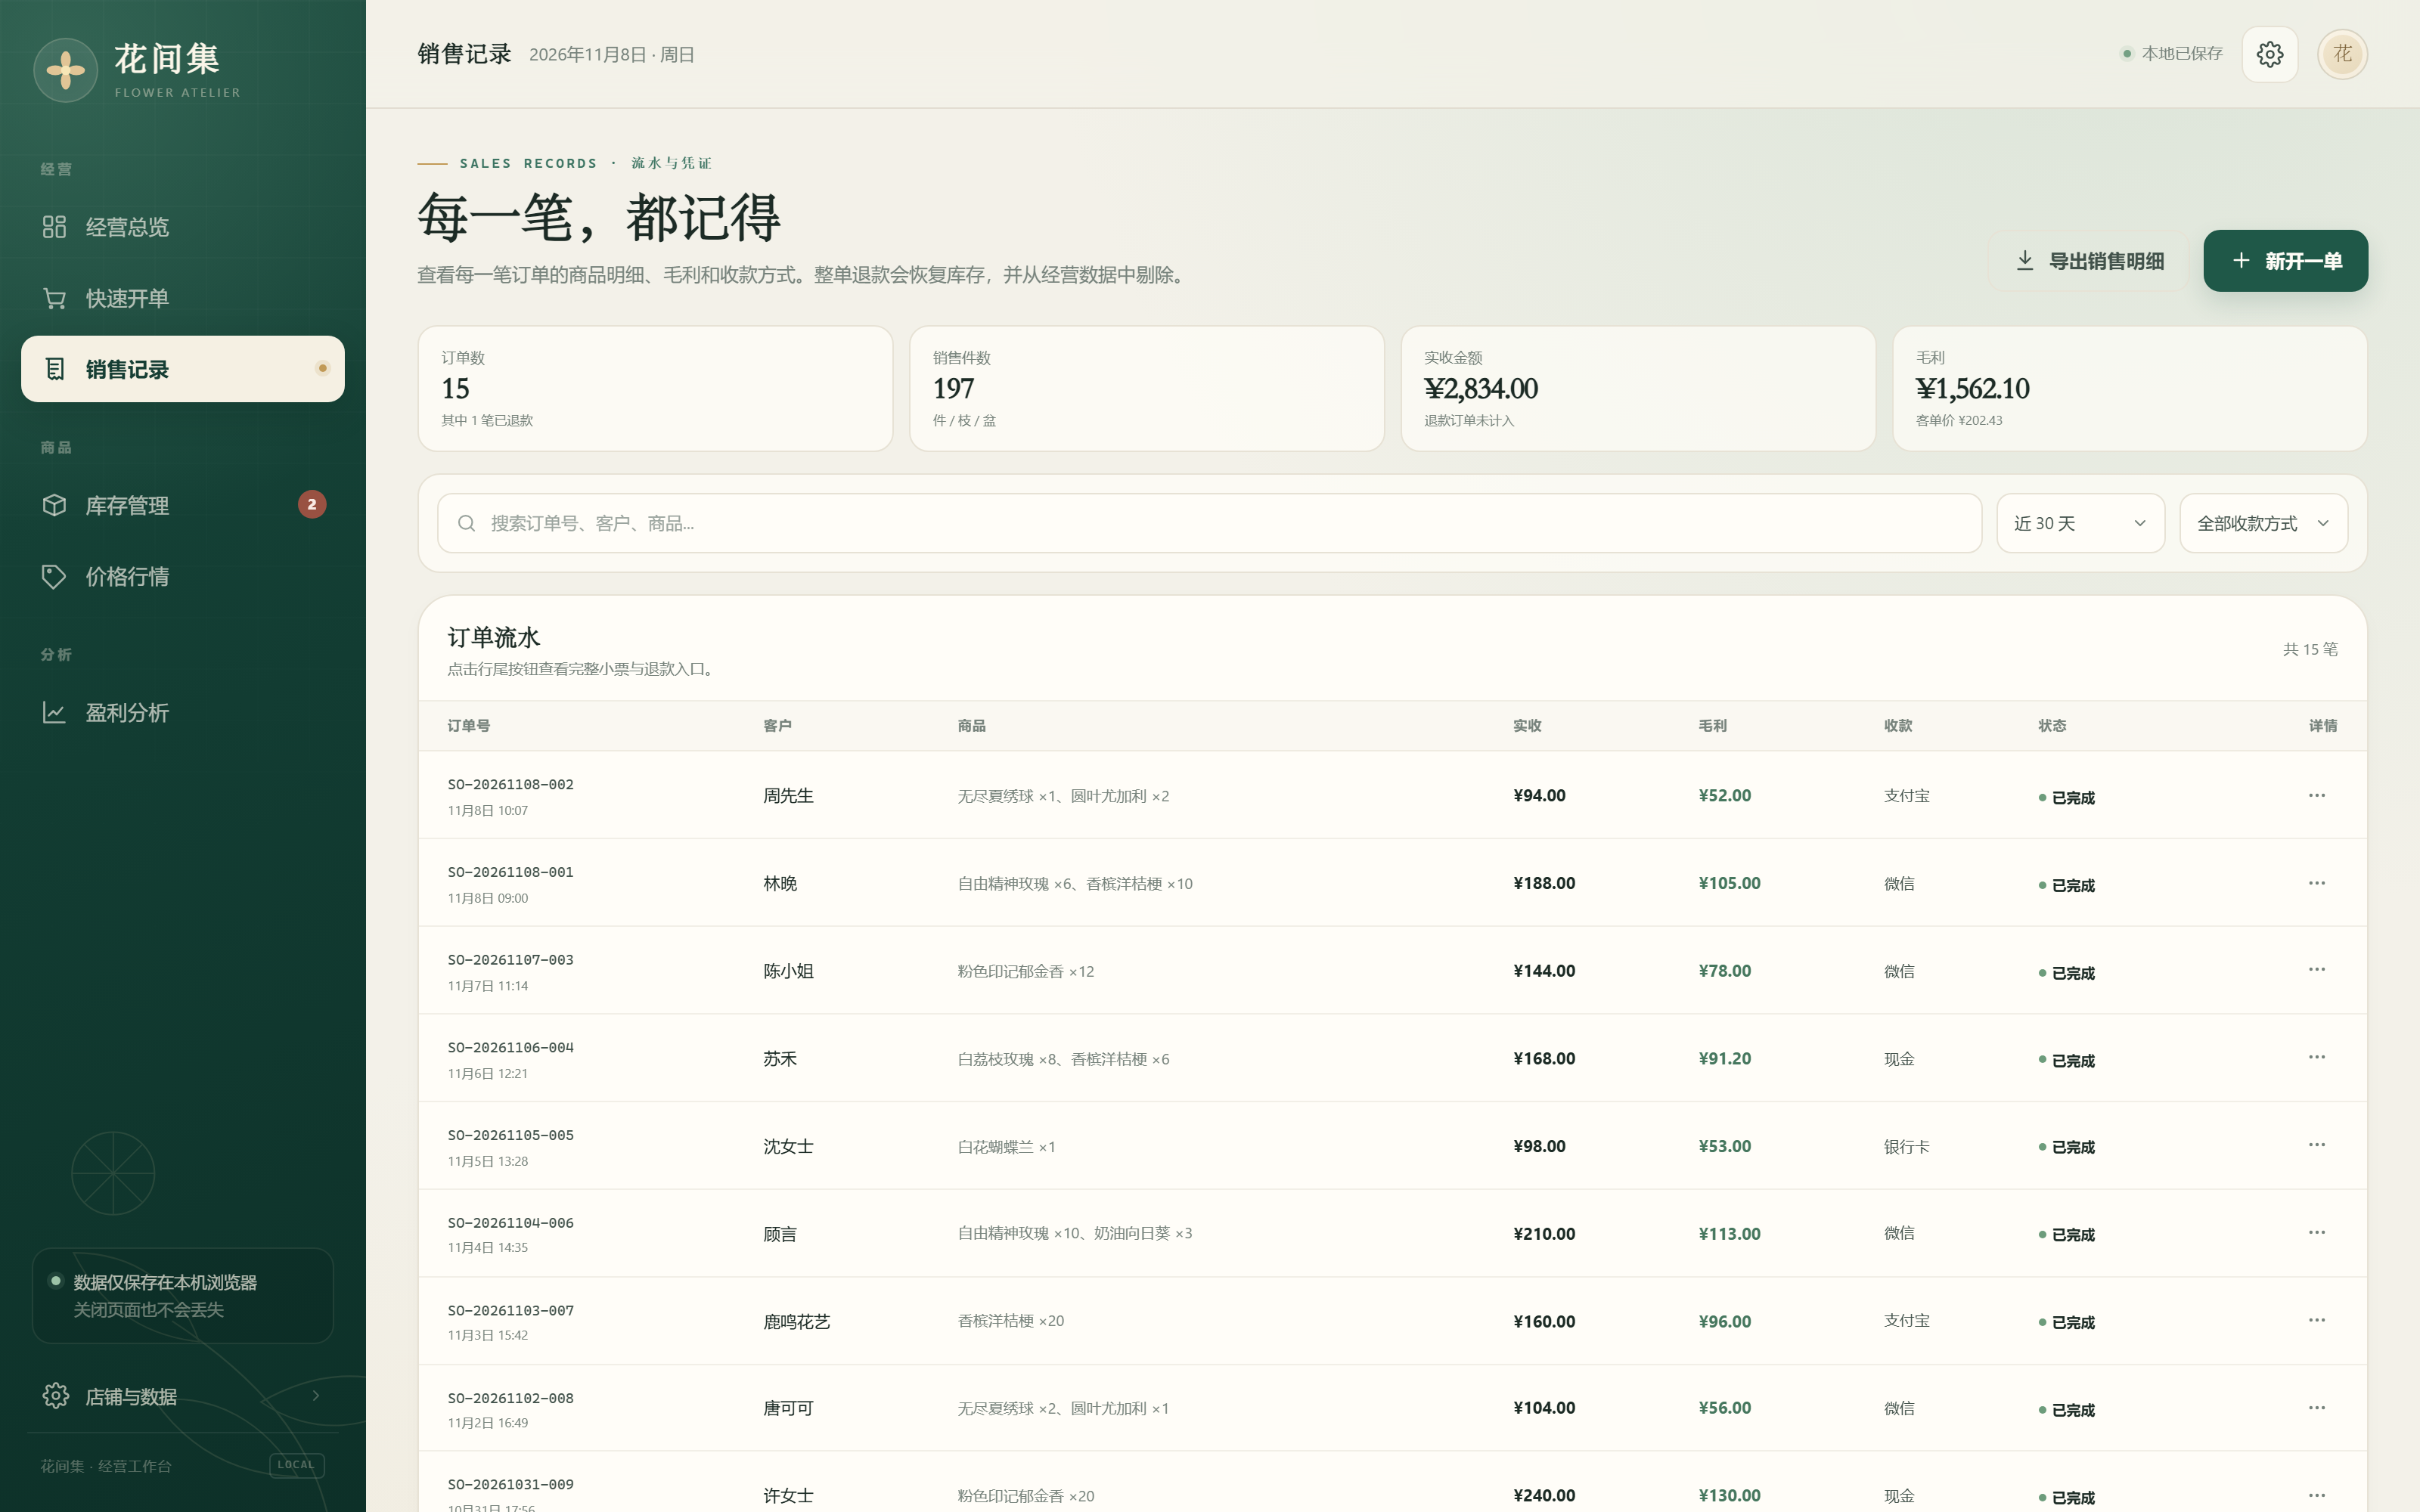 花间集
FLOWER ATELIER
经营
经营总览
快速开单
销售记录
商品
库存管理
2
价格行情
分析
盈利分析
数据仅保存在本机浏览器
关闭页面也不会丢失
店铺与数据
花间集 · 经营工作台
LOCAL
销售记录 2026年11月8日 · 周日
本地已保存
花
SALES RECORDS · 流水与凭证
每一笔，都记得
查看每一笔订单的商品明细、毛利和收款方式。整单退款会恢复库存，并从经营数据中剔除。
导出销售明细
新开一单
订单数
15
其中 1 笔已退款
销售件数
197
件 / 枝 / 盆
实收金额
¥2,834.00
退款订单未计入
毛利
¥1,562.10
客单价 ¥202.43
搜索订单号、客户、商品...
近 30 天
全部收款方式
订单流水
点击行尾按钮查看完整小票与退款入口。
共 15 笔
订单号 客户 商品 实收 毛利 收款 状态 详情
SO-20261108-002
11月8日 10:07
周先生 无尽夏绣球 ×1、圆叶尤加利 ×2 ¥94.00 ¥52.00 支付宝 已完成 ···
SO-20261108-001
11月8日 09:00
林晚 自由精神玫瑰 ×6、香槟洋桔梗 ×10 ¥188.00 ¥105.00 微信 已完成 ···
SO-20261107-003
11月7日 11:14
陈小姐 粉色印记郁金香 ×12 ¥144.00 ¥78.00 微信 已完成 ···
SO-20261106-004
11月6日 12:21
苏禾 白荔枝玫瑰 ×8、香槟洋桔梗 ×6 ¥168.00 ¥91.20 现金 已完成 ···
SO-20261105-005
11月5日 13:28
沈女士 白花蝴蝶兰 ×1 ¥98.00 ¥53.00 银行卡 已完成 ···
SO-20261104-006
11月4日 14:35
顾言 自由精神玫瑰 ×10、奶油向日葵 ×3 ¥210.00 ¥113.00 微信 已完成 ···
SO-20261103-007
11月3日 15:42
鹿鸣花艺 香槟洋桔梗 ×20 ¥160.00 ¥96.00 支付宝 已完成 ···
SO-20261102-008
11月2日 16:49
唐可可 无尽夏绣球 ×2、圆叶尤加利 ×1 ¥104.00 ¥56.00 微信 已完成 ···
SO-20261031-009
10月31日 17:56
许女士 粉色印记郁金香 ×20 ¥240.00 ¥130.00 现金 已完成 ···